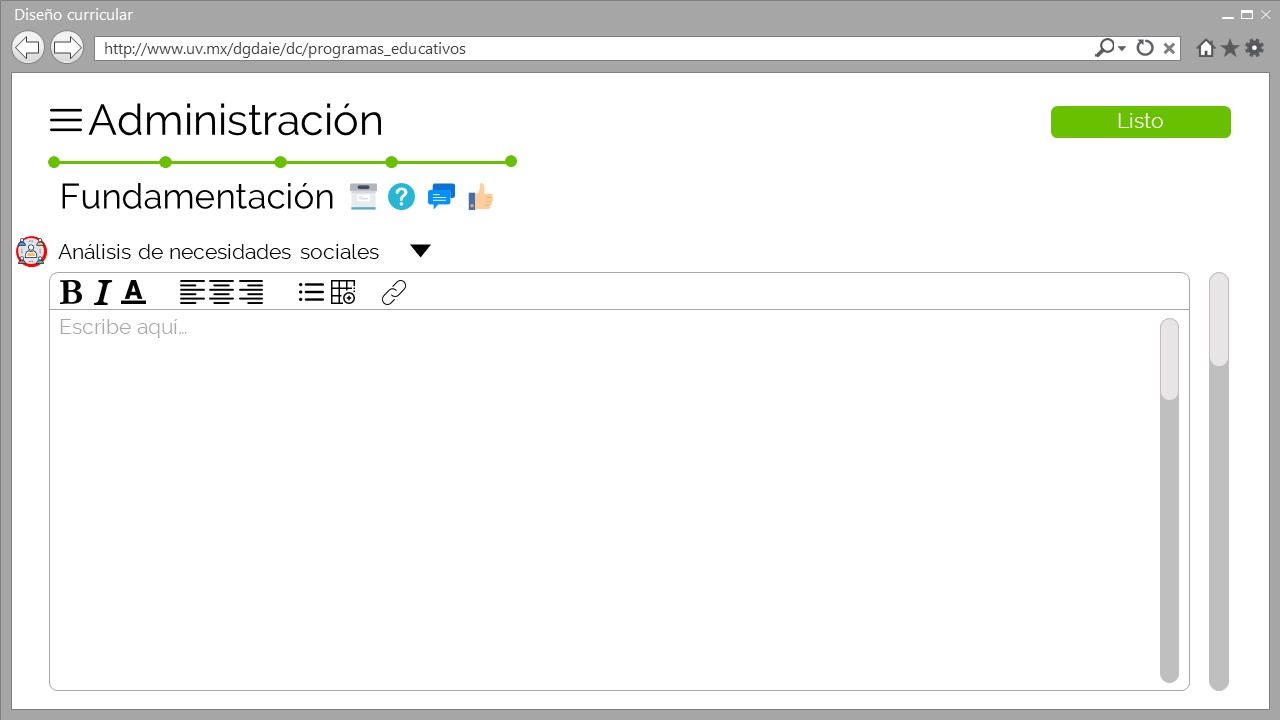 Diseño curricular
http://www.uv.mx/dgdaie/dc/programas_educativos
Administración
Listo
Fundamentación
Análisis de necesidades sociales
B I A
Escribe aquí...